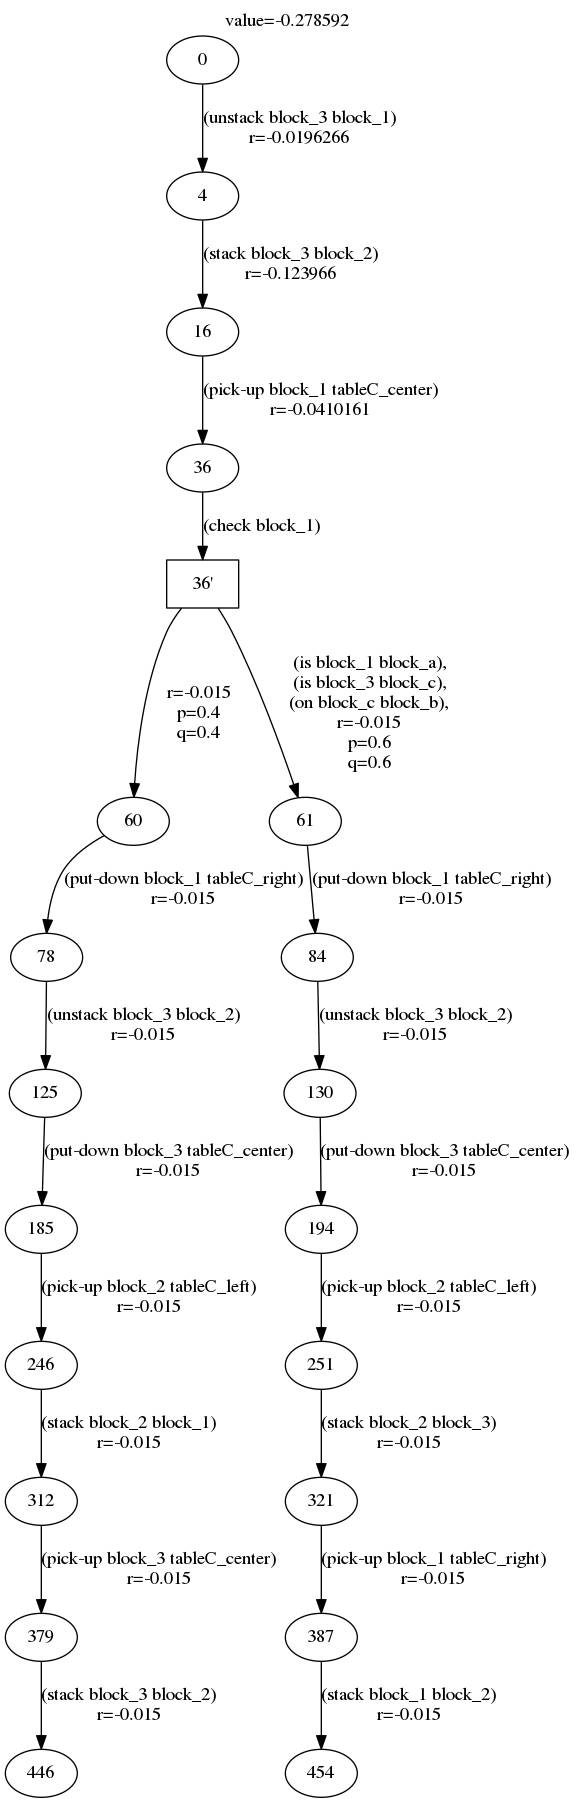 value=-0.278592
0
(unstack block_3 block_1)
r=-0.0196266
4
(stack block_3 block_2)
r=-0.123966
16
(pick-up block_1 tableC_center)
r=-0.0410161
36
(check block_1)
36'
r=-0.015
p=0.4
q=0.4
(is block_1 block_a),
(is block_3 block_c),
(on block_c block_b),
r=-0.015
p=0.6
q=0.6
60
61
(put-down block_1 tableC_right)
r=-0.015
(put-down block_1 tableC_right)
r=-0.015
78
84
(unstack block_3 block_2)
r=-0.015
(unstack block_3 block_2)
r=-0.015
125
130
(put-down block_3 tableC_center)
r=-0.015
(put-down block_3 tableC_center)
r=-0.015
185
194
(pick-up block_2 tableC_left)
r=-0.015
(pick-up block_2 tableC_left)
r=-0.015
246
251
(stack block_2 block_1)
r=-0.015
(stack block_2 block_3)
r=-0.015
312
321
(pick-up block_3 tableC_center)
r=-0.015
(pick-up block_1 tableC_right)
r=-0.015
379
387
(stack block_3 block_2)
r=-0.015
(stack block_1 block_2)
r=-0.015
446
454